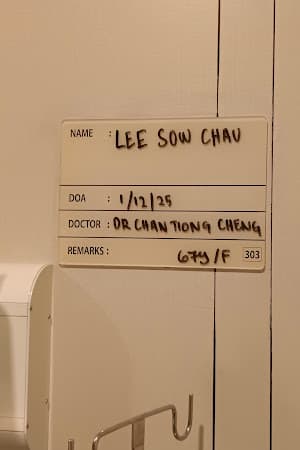 NAME : LEE SOW CHAU
DOA : 1/12/25
DOCTOR : DR CHAN TIONG CHENG
REMARKS : 67y/F 303